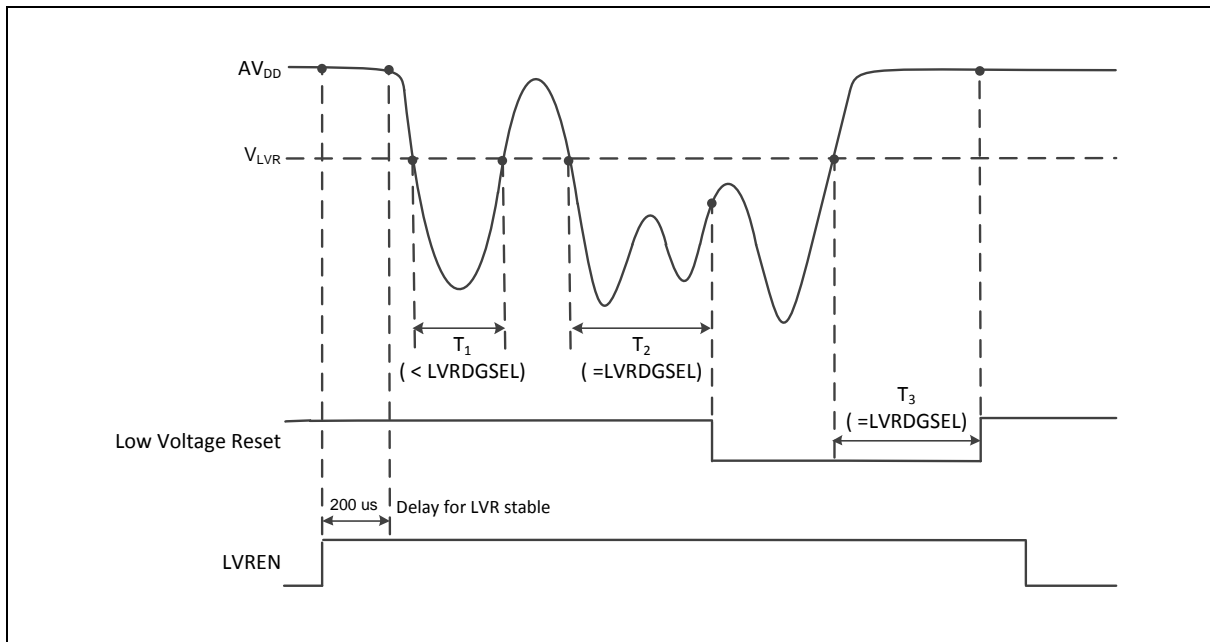 AVDD
VLVR
T1
( < LVRDGSEL)
T2
( =LVRDGSEL)
T3
( =LVRDGSEL)
Low Voltage Reset
200 us
Delay for LVR stable
LVREN